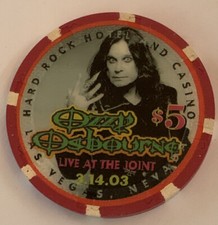 HARD ROCK HOTEL AND CASINO
$5
Ozzy
Osbourne
LIVE AT THE JOINT
3.14.03
LAS VEGAS, NEVADA